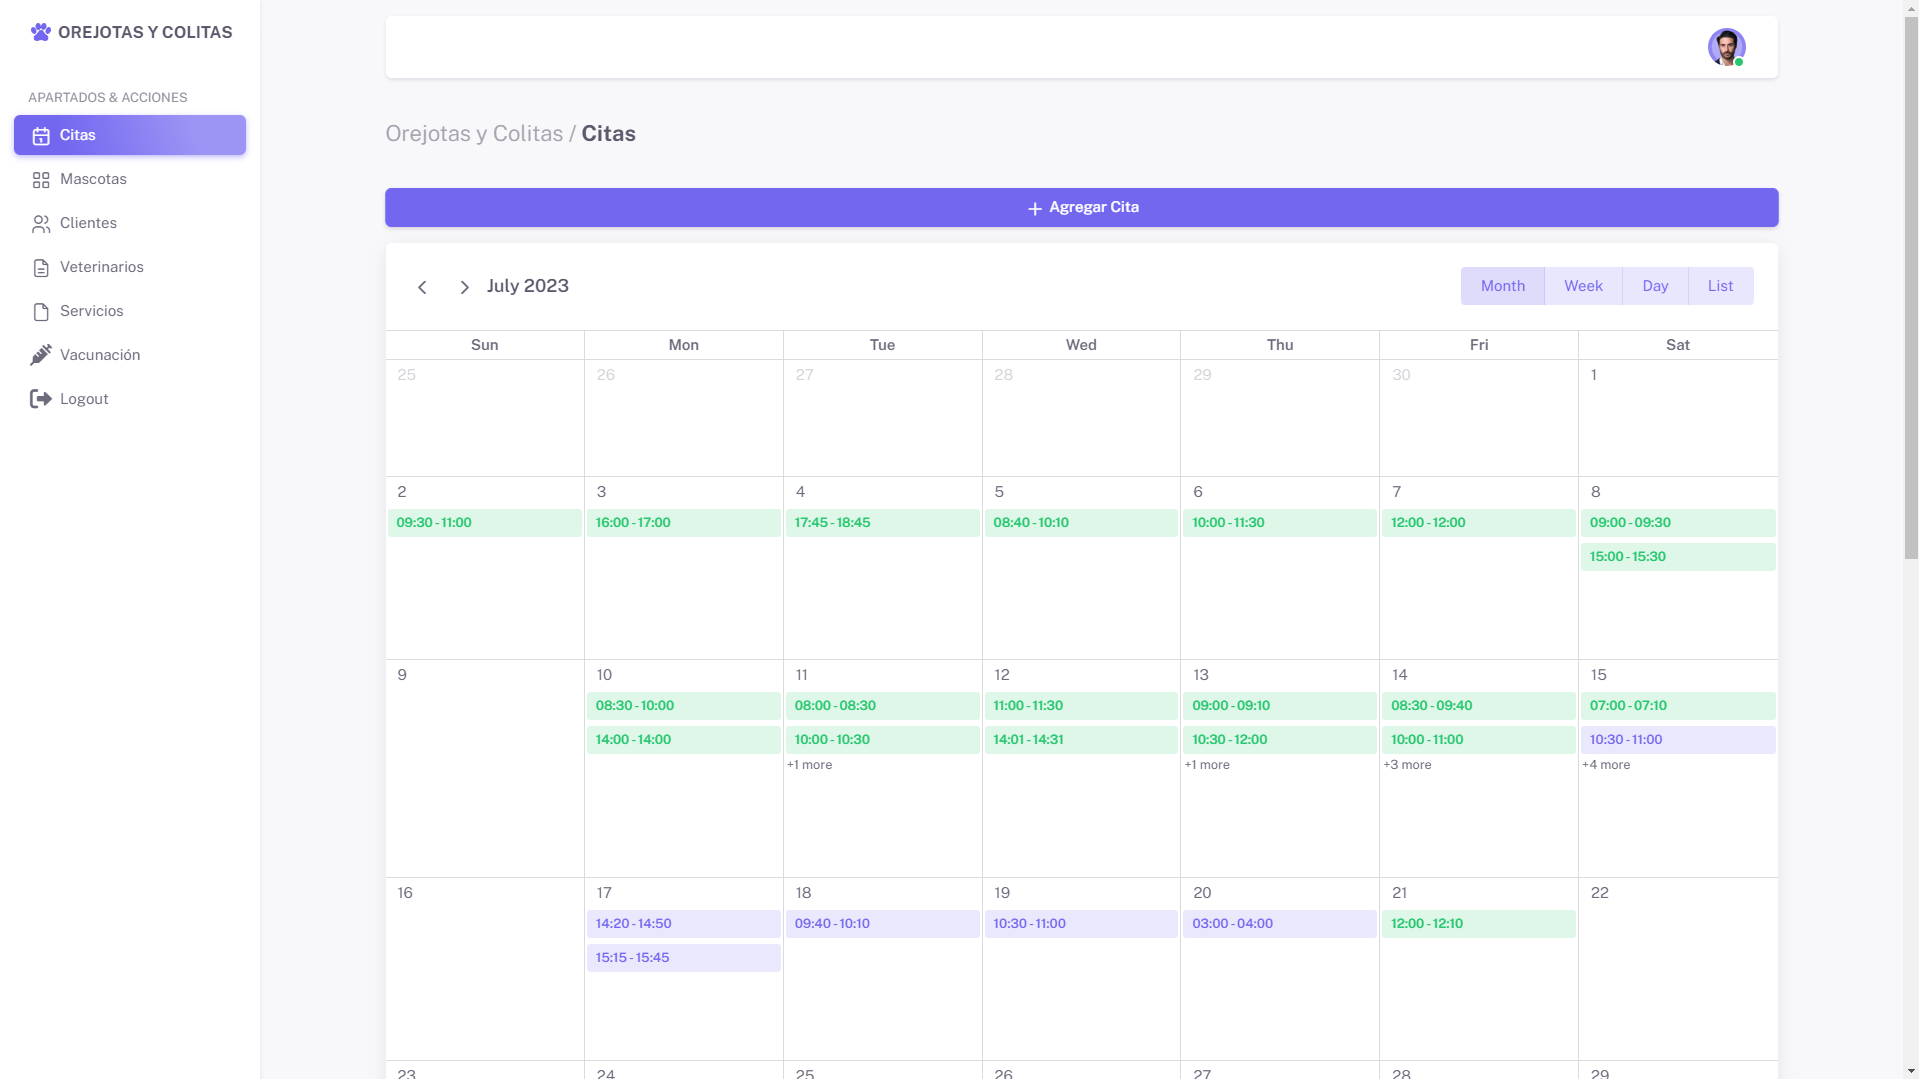 OREJOTAS Y COLITAS
APARTADOS & ACCIONES
Citas
Mascotas
Clientes
Veterinarios
Servicios
Vacunación
Logout
Orejotas y Colitas / Citas
Agregar Cita
July 2023
Month Week Day List
Sun Mon Tue Wed Thu Fri Sat
25 26 27 28 29 30 1
2 3 4 5 6 7 8
09:30 - 11:00 16:00 - 17:00 17:45 - 18:45 08:40 - 10:10 10:00 - 11:30 12:00 - 12:00 09:00 - 09:30
15:00 - 15:30
9 10 11 12 13 14 15
08:30 - 10:00 08:00 - 08:30 11:00 - 11:30 09:00 - 09:10 08:30 - 09:40 07:00 - 07:10
14:00 - 14:00 10:00 - 10:30 14:01 - 14:31 10:30 - 12:00 10:00 - 11:00 10:30 - 11:00
+1 more +1 more +3 more +4 more
16 17 18 19 20 21 22
14:20 - 14:50 09:40 - 10:10 10:30 - 11:00 03:00 - 04:00 12:00 - 12:10
15:15 - 15:45
23 24 25 26 27 28 29